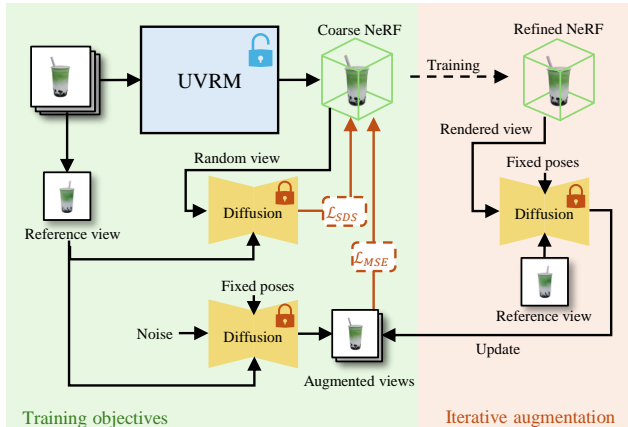 Coarse NeRF
Refined NeRF
UVRM
Training
Random view
Rendered view
Fixed poses
Diffusion
ℒSDS
Diffusion
Reference view
ℒMSE
Fixed poses
Reference view
Noise
Diffusion
Update
Augmented views
Training objectives
Iterative augmentation